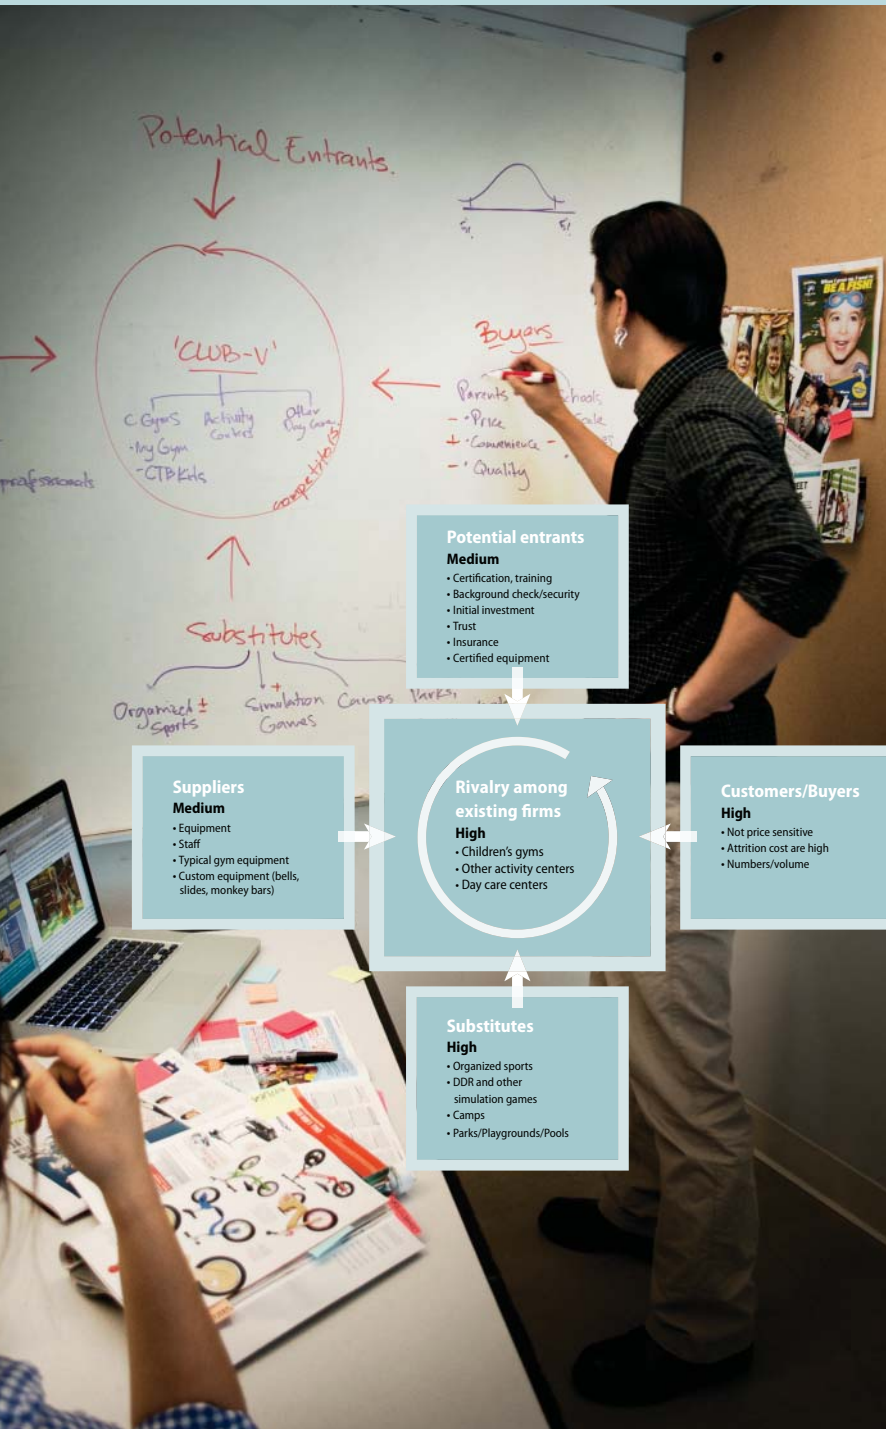 Potential Entrants.
'CLUB-V'
C. Gyms
Activity
Centers
Other
Day Care
• My Gym
- CTB Kids
competitors
professionals
Buyers
Parents
- • Price
+ • Convenience -
- • Quality
Substitutes
Organized ±
Sports
+
Simulation
Games
Camps
Parks,
BE A FISH!
Potential entrants
Medium
• Certification, training
• Background check/security
• Initial investment
• Trust
• Insurance
• Certified equipment
Suppliers
Medium
• Equipment
• Staff
• Typical gym equipment
• Custom equipment (bells,
slides, monkey bars)
Rivalry among
existing firms
High
• Children's gyms
• Other activity centers
• Day care centers
Customers/Buyers
High
• Not price sensitive
• Attrition cost are high
• Numbers/volume
Substitutes
High
• Organized sports
• DDR and other
simulation games
• Camps
• Parks/Playgrounds/Pools